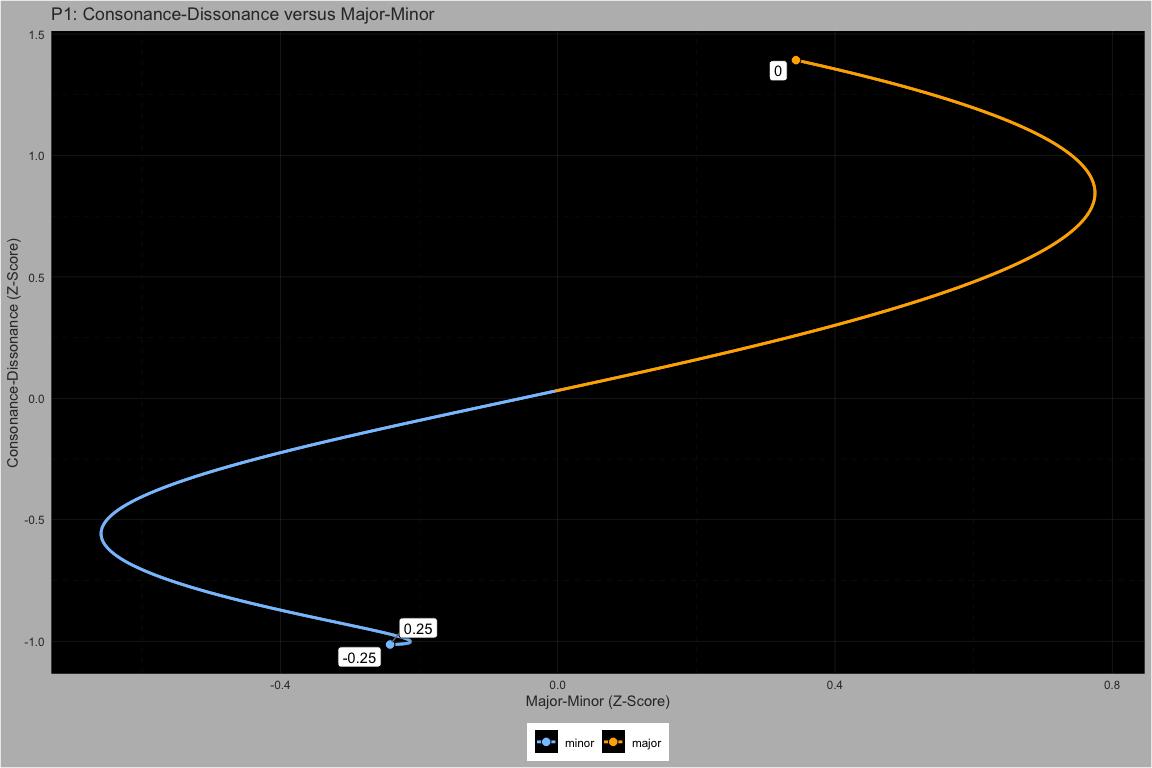 P1: Consonance-Dissonance versus Major-Minor
1.5
1.0
0.5
0.0
-0.5
-1.0
Consonance-Dissonance (Z-Score)
0
0.25
-0.25
-0.4
0.0
0.4
0.8
Major-Minor (Z-Score)
minor
major